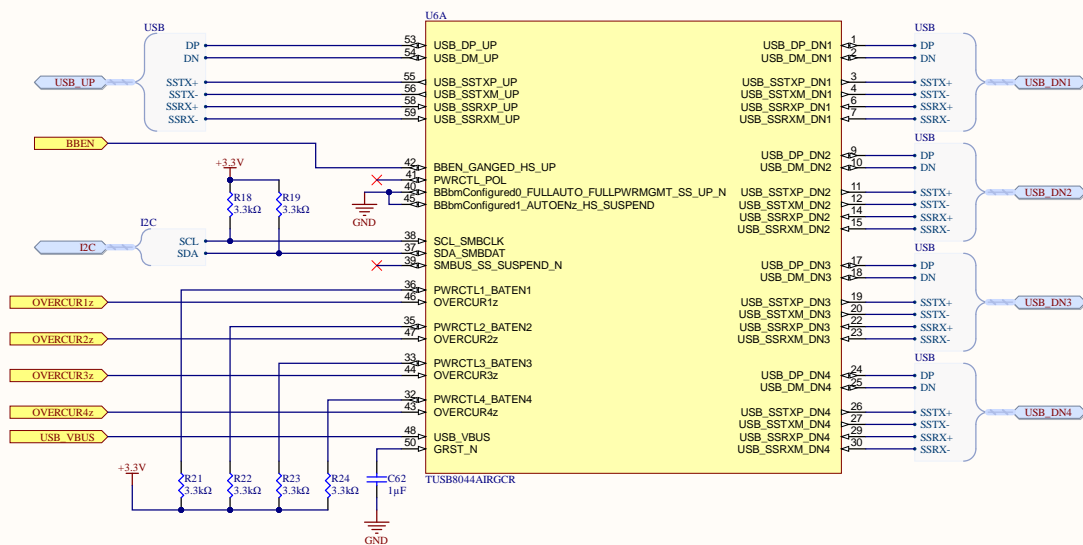 U6A
USB
DP
DN
SSTX+
SSTX-
SSRX+
SSRX-
USB_UP
53
54
55
56
58
59
USB_DP_UP
USB_DM_UP
USB_SSTXP_UP
USB_SSTXM_UP
USB_SSRXP_UP
USB_SSRXM_UP
BBEN
42
41
40
45
BBEN_GANGED_HS_UP
PWRCTL_POL
BBbmConfigured0_FULLAUTO_FULLPWRMGMT_SS_UP_N
BBbmConfigured1_AUTOENz_HS_SUSPEND
GND
+3.3V
R18
3.3kΩ
R19
3.3kΩ
I2C
SCL
SDA
I2C
38
37
39
SCL_SMBCLK
SDA_SMBDAT
SMBUS_SS_SUSPEND_N
36
46
PWRCTL1_BATEN1
OVERCUR1z
OVERCUR1z
35
47
PWRCTL2_BATEN2
OVERCUR2z
OVERCUR2z
33
44
PWRCTL3_BATEN3
OVERCUR3z
OVERCUR3z
32
43
PWRCTL4_BATEN4
OVERCUR4z
OVERCUR4z
USB_VBUS
48
50
USB_VBUS
GRST_N
+3.3V
R21
3.3kΩ
R22
3.3kΩ
R23
3.3kΩ
R24
3.3kΩ
C62
1µF
GND
TUSB8044AIRGCR
USB_DP_DN1
USB_DM_DN1
USB_SSTXP_DN1
USB_SSTXM_DN1
USB_SSRXP_DN1
USB_SSRXM_DN1
1
2
3
4
6
7
USB
DP
DN
SSTX+
SSTX-
SSRX+
SSRX-
USB_DN1
USB_DP_DN2
USB_DM_DN2
USB_SSTXP_DN2
USB_SSTXM_DN2
USB_SSRXP_DN2
USB_SSRXM_DN2
9
10
11
12
14
15
USB
DP
DN
SSTX+
SSTX-
SSRX+
SSRX-
USB_DN2
USB_DP_DN3
USB_DM_DN3
USB_SSTXP_DN3
USB_SSTXM_DN3
USB_SSRXP_DN3
USB_SSRXM_DN3
17
18
19
20
22
23
USB
DP
DN
SSTX+
SSTX-
SSRX+
SSRX-
USB_DN3
USB_DP_DN4
USB_DM_DN4
USB_SSTXP_DN4
USB_SSTXM_DN4
USB_SSRXP_DN4
USB_SSRXM_DN4
24
25
26
27
29
30
USB
DP
DN
SSTX+
SSTX-
SSRX+
SSRX-
USB_DN4